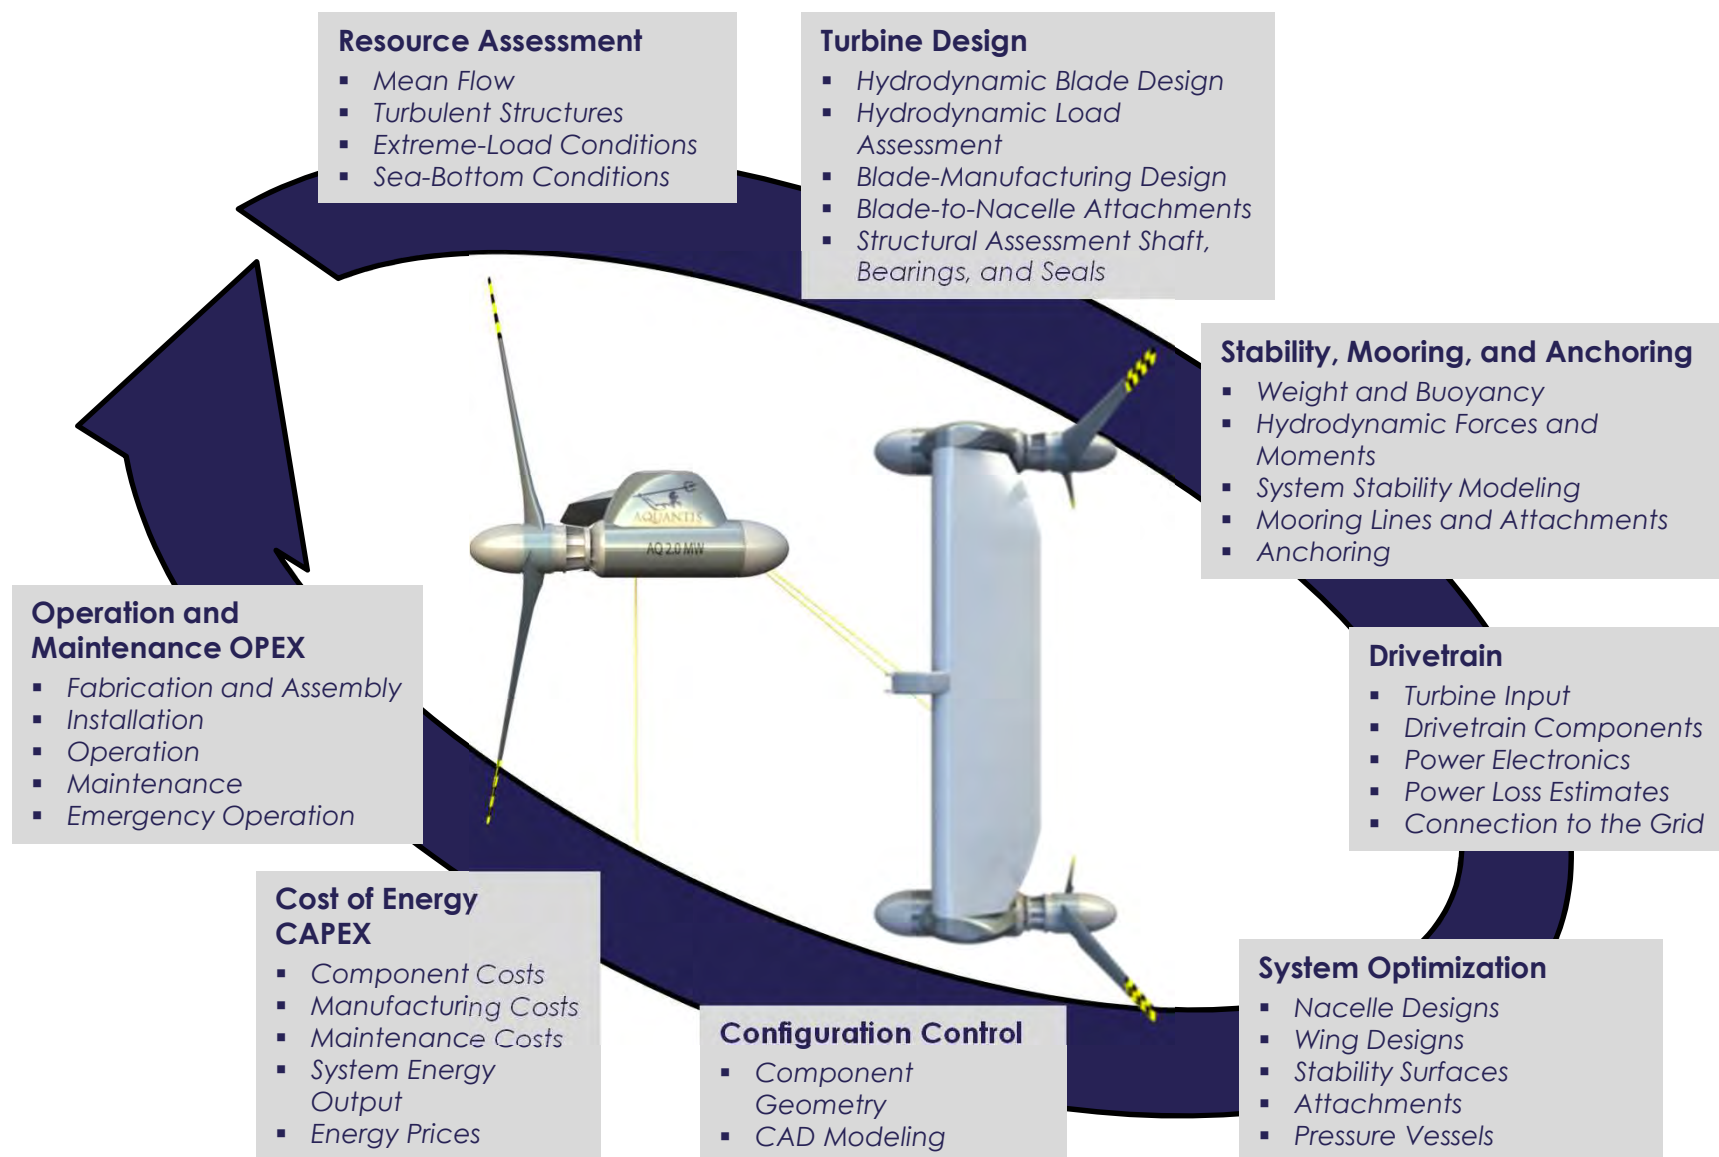 Resource Assessment
▪ Mean Flow
▪ Turbulent Structures
▪ Extreme-Load Conditions
▪ Sea-Bottom Conditions
Turbine Design
▪ Hydrodynamic Blade Design
▪ Hydrodynamic Load
Assessment
▪ Blade-Manufacturing Design
▪ Blade-to-Nacelle Attachments
▪ Structural Assessment Shaft,
Bearings, and Seals
Stability, Mooring, and Anchoring
▪ Weight and Buoyancy
▪ Hydrodynamic Forces and
Moments
▪ System Stability Modeling
▪ Mooring Lines and Attachments
▪ Anchoring
AQUANTIS
AQ 2.0 MW
Drivetrain
▪ Turbine Input
▪ Drivetrain Components
▪ Power Electronics
▪ Power Loss Estimates
▪ Connection to the Grid
System Optimization
▪ Nacelle Designs
▪ Wing Designs
▪ Stability Surfaces
▪ Attachments
▪ Pressure Vessels
Configuration Control
▪ Component
Geometry
▪ CAD Modeling
Cost of Energy
CAPEX
▪ Component Costs
▪ Manufacturing Costs
▪ Maintenance Costs
▪ System Energy
Output
▪ Energy Prices
Operation and
Maintenance OPEX
▪ Fabrication and Assembly
▪ Installation
▪ Operation
▪ Maintenance
▪ Emergency Operation